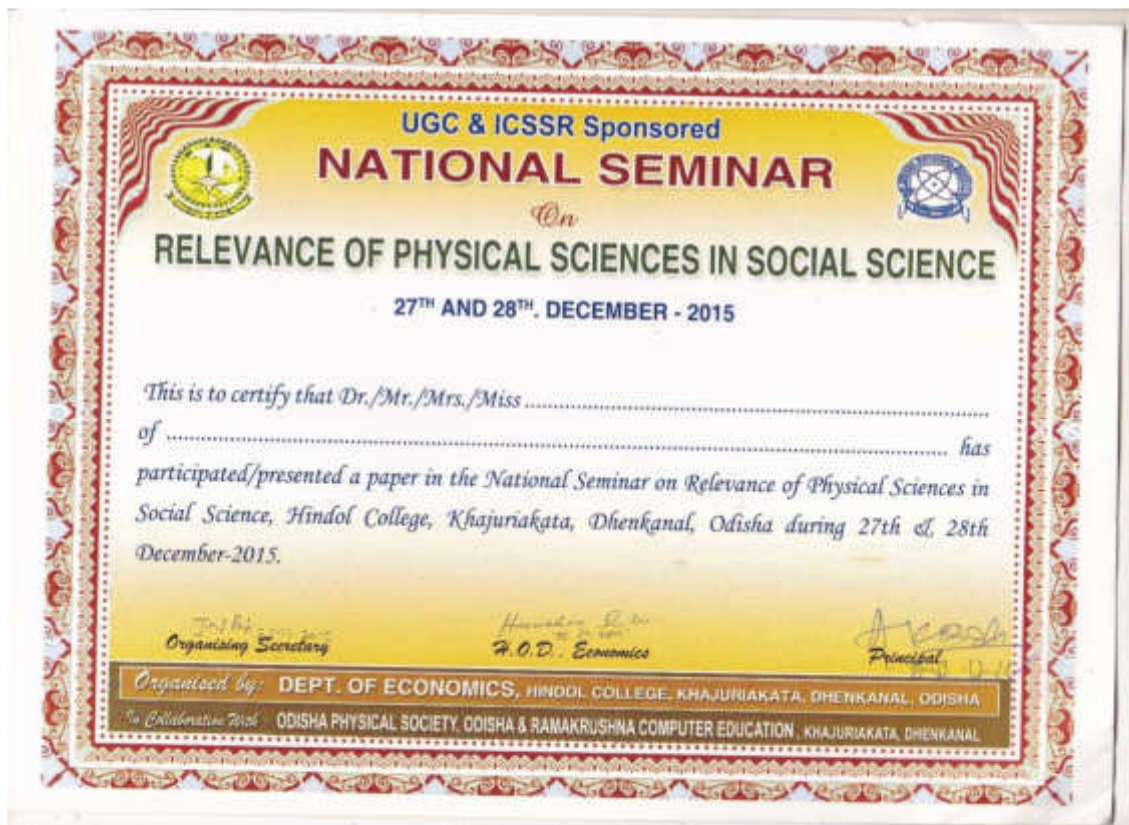 UGC & ICSSR Sponsored
NATIONAL SEMINAR
On
RELEVANCE OF PHYSICAL SCIENCES IN SOCIAL SCIENCE
27TH AND 28TH. DECEMBER - 2015
This is to certify that Dr./Mr./Mrs./Miss ....................
of .................... has
participated/presented a paper in the National Seminar on Relevance of Physical Sciences in
Social Science, Hindol College, Khajuriakata, Dhenkanal, Odisha during 27th & 28th
December-2015.
Organising Secretary
H.O.D., Economics
Principal
Organised by: DEPT. OF ECONOMICS, HINDOL COLLEGE, KHAJURIAKATA, DHENKANAL, ODISHA
In Collaboration With : ODISHA PHYSICAL SOCIETY, ODISHA & RAMAKRUSHNA COMPUTER EDUCATION , KHAJURIAKATA, DHENKANAL